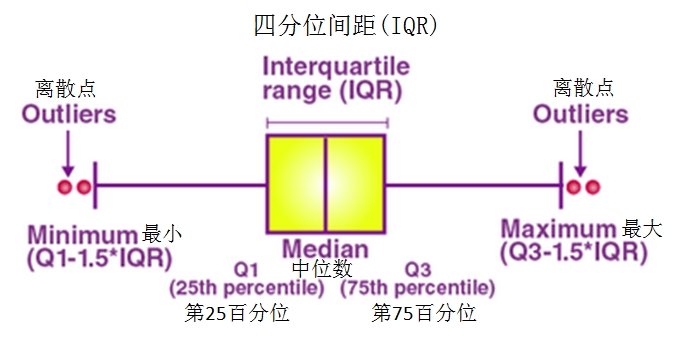 四分位间距(IQR)
Interquartile
range (IQR)
离散点
Outliers
离散点
Outliers
Minimum 最小
(Q1-1.5*IQR)
Median
中位数
Maximum 最大
(Q3-1.5*IQR)
Q1
(25th percentile)
第25百分位
Q3
(75th percentile)
第75百分位